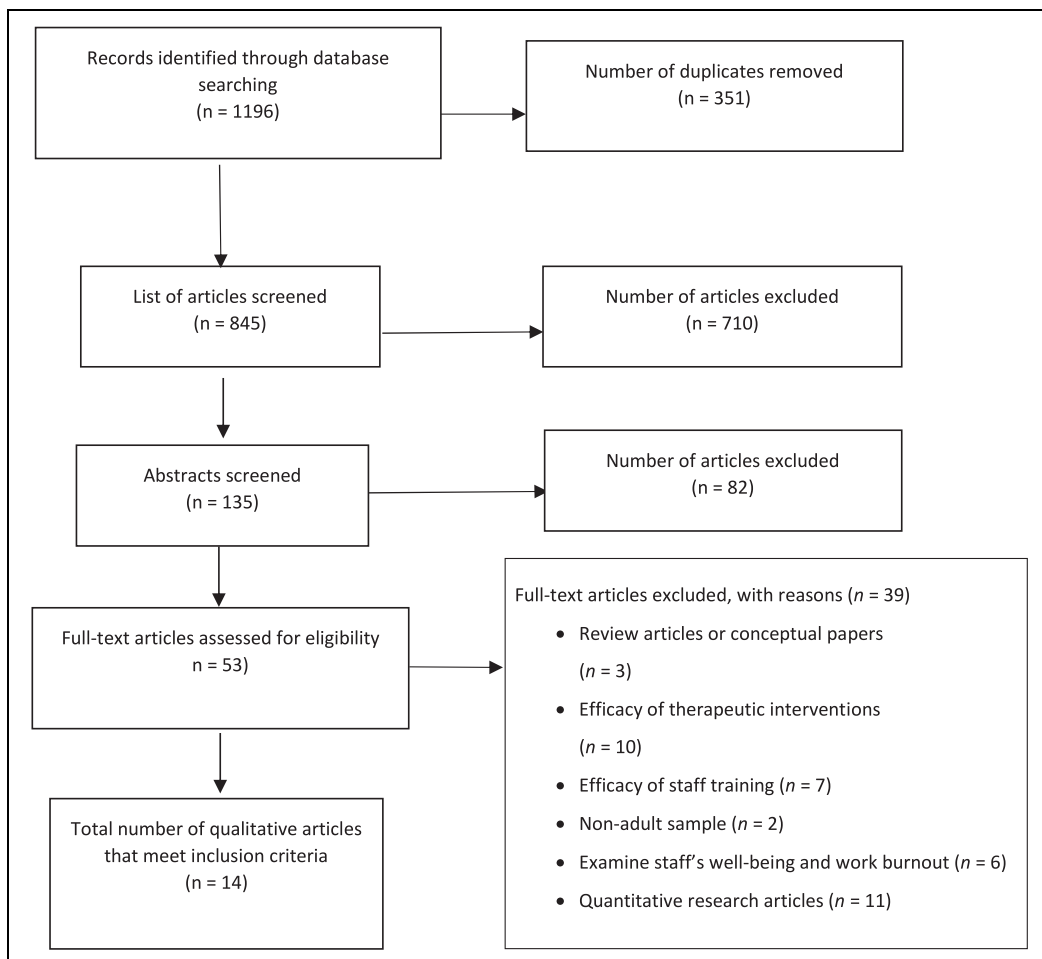 Records identified through database
searching
(n = 1196)
Number of duplicates removed
(n = 351)
List of articles screened
(n = 845)
Number of articles excluded
(n = 710)
Abstracts screened
(n = 135)
Number of articles excluded
(n = 82)
Full-text articles assessed for eligibility
n = 53)
Full-text articles excluded, with reasons (n = 39)
• Review articles or conceptual papers
(n = 3)
• Efficacy of therapeutic interventions
(n = 10)
• Efficacy of staff training (n = 7)
• Non-adult sample (n = 2)
• Examine staff’s well-being and work burnout (n = 6)
• Quantitative research articles (n = 11)
Total number of qualitative articles
that meet inclusion criteria
(n = 14)